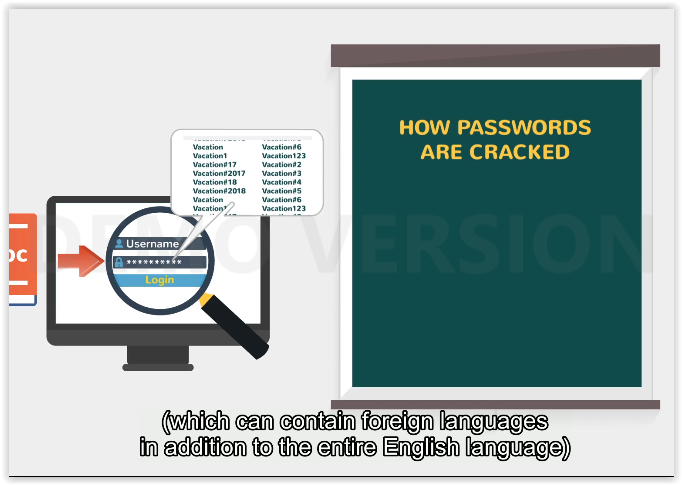 HOW PASSWORDS
ARE CRACKED
Vacation Vacation#6
Vacation1 Vacation123
Vacation#17 Vacation#2
Vacation#2017 Vacation#3
Vacation#18 Vacation#4
Vacation#2018 Vacation#5
Vacation Vacation#6
Vacation123
oc
Username
**********
Login
DEMO VERSION
(which can contain foreign languages
in addition to the entire English language)